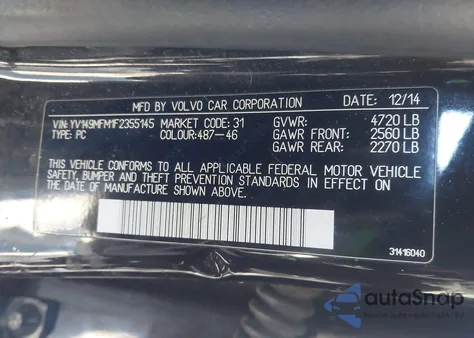 MFD. BY VOLVO CAR CORPORATION 12/14
VIN: YV149MFM1F2355145 MARKET CODE: 31 GVWR: 4720 LB
TYPE: PC COLOUR:487-46 GAWR FRONT: 2560 LB
GAWR REAR: 2270 LB
THIS VEHICLE CONFORMS TO ALL APPLICABLE FEDERAL MOTOR VEHICLE
SAFETY, BUMPER AND THEFT PREVENTION STANDARDS IN EFFECT ON
THE DATE OF MANUFACTURE SHOWN ABOVE.
31416040
autoSnap